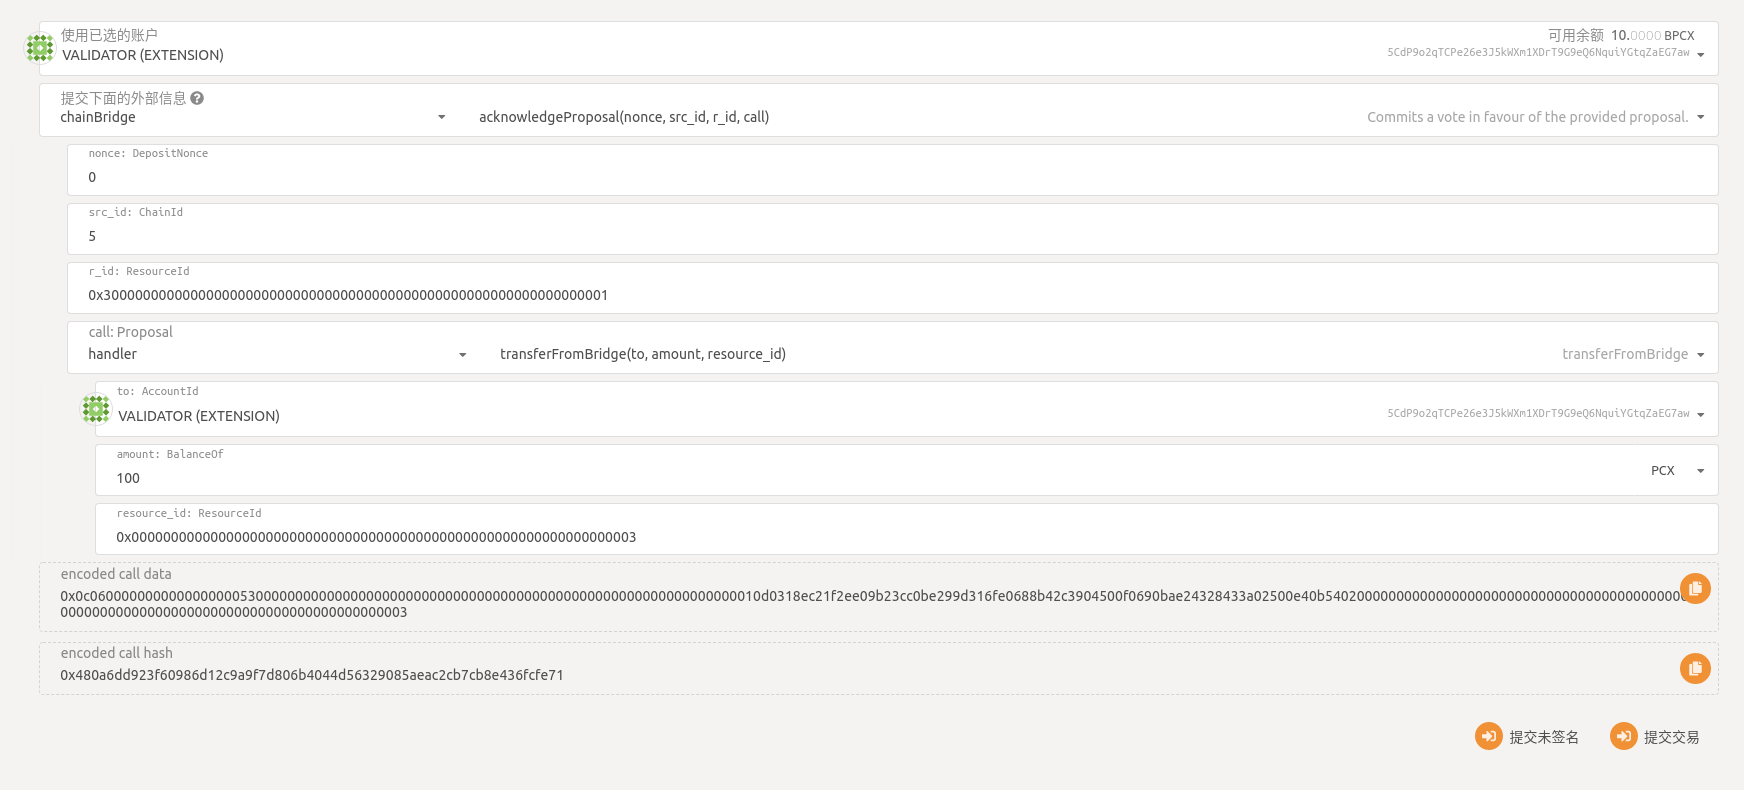 使用已选的账户
可用余额 10.0000 BPCX
VALIDATOR (EXTENSION)
5CdP9o2qTCPe26e3J5kWXm1XDrT9G9eQ6NquiYGtqZaEG7aw
提交下面的外部信息
chainBridge
acknowledgeProposal(nonce, src_id, r_id, call)
Commits a vote in favour of the provided proposal.
nonce: DepositNonce
0
src_id: ChainId
5
r_id: ResourceId
0x3000000000000000000000000000000000000000000000000000000000000001
call: Proposal
handler
transferFromBridge(to, amount, resource_id)
transferFromBridge
to: AccountId
VALIDATOR (EXTENSION)
5CdP9o2qTCPe26e3J5kWXm1XDrT9G9eQ6NquiYGtqZaEG7aw
amount: BalanceOf
100
PCX
resource_id: ResourceId
0x0000000000000000000000000000000000000000000000000000000000000003
encoded call data
0x0c060000000000000000053000000000000000000000000000000000000000000000000000000000000000010d0318ec21f2ee09b23cc0be299d316fe0688b42c3904500f0690bae24328433a02500e40b5402000000000000000000000000000000000000000000
00000000000000000000000000000000000000000003
encoded call hash
0x480a6dd923f60986d12c9a9f7d806b4044d56329085aeac2cb7cb8e436fcfe71
提交未签名
提交交易